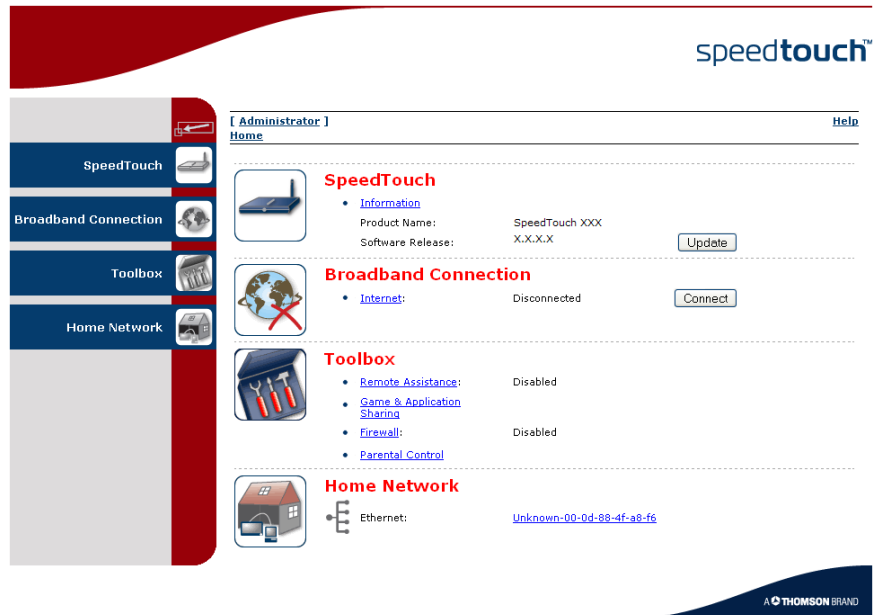 speedtouch™
[ Administrator ]
Help
Home
SpeedTouch
Broadband Connection
Toolbox
Home Network
SpeedTouch
Information
Product Name: SpeedTouch XXX
Software Release: X.X.X.X Update
Broadband Connection
Internet: Disconnected Connect
Toolbox
Remote Assistance: Disabled
Game & Application
Sharing
Firewall: Disabled
Parental Control
Home Network
Ethernet: Unknown-00-0d-88-4f-a8-f6
A THOMSON BRAND